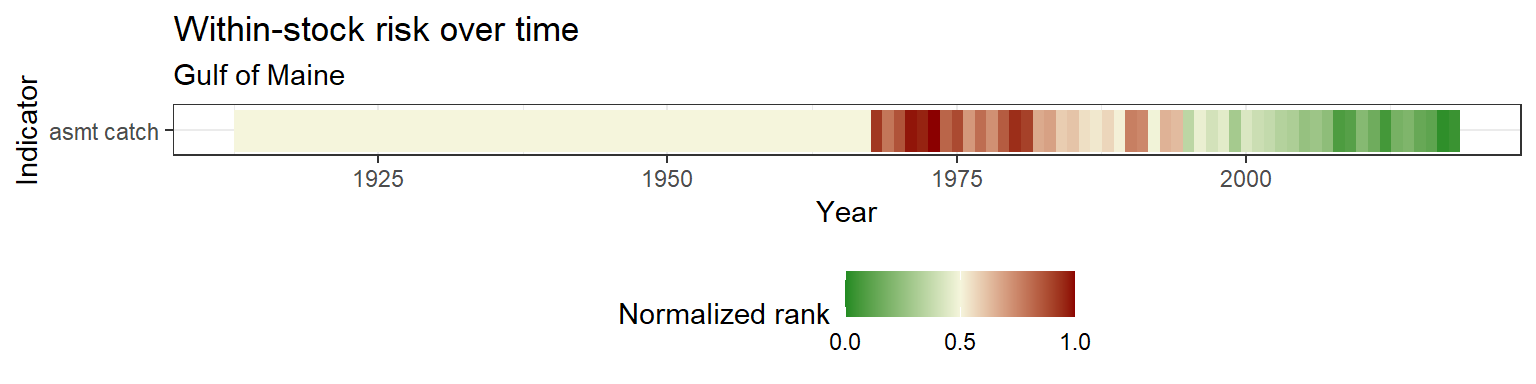 Within-stock risk over time
Gulf of Maine
Indicator
asmt catch
1925 1950 1975 2000
Year
Normalized rank
0.0 0.5 1.0